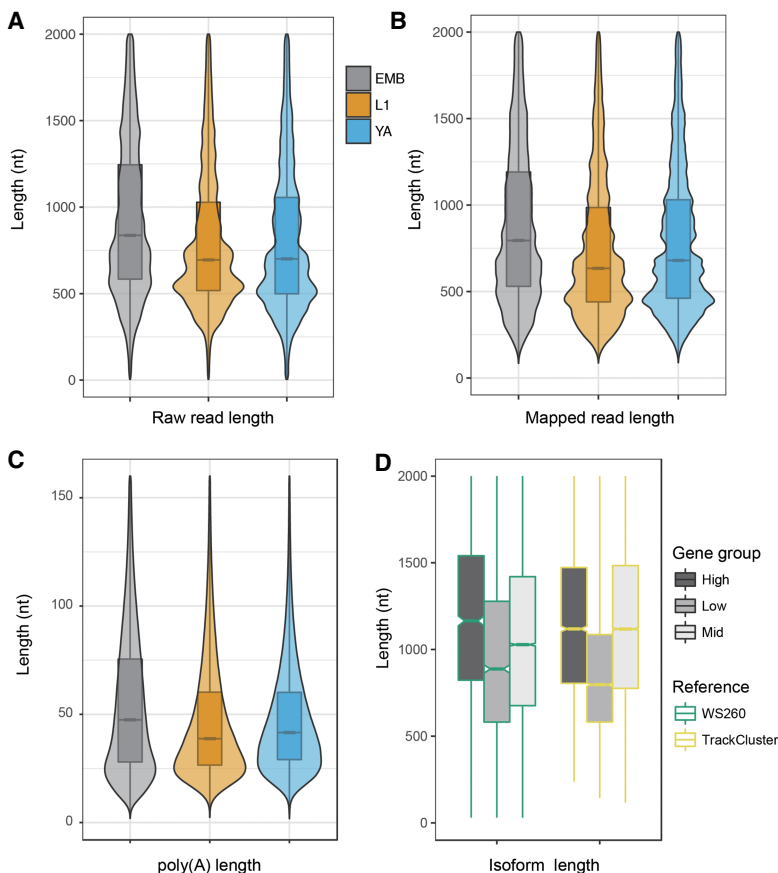 A
Length (nt)
2000
1500
1000
500
0
Raw read length
EMB
L1
YA
B
Length (nt)
2000
1500
1000
500
0
Mapped read length
C
Length (nt)
150
100
50
0
poly(A) length
D
Length (nt)
2000
1500
1000
500
0
Isoform length
Gene group
High
Low
Mid
Reference
WS260
TrackCluster